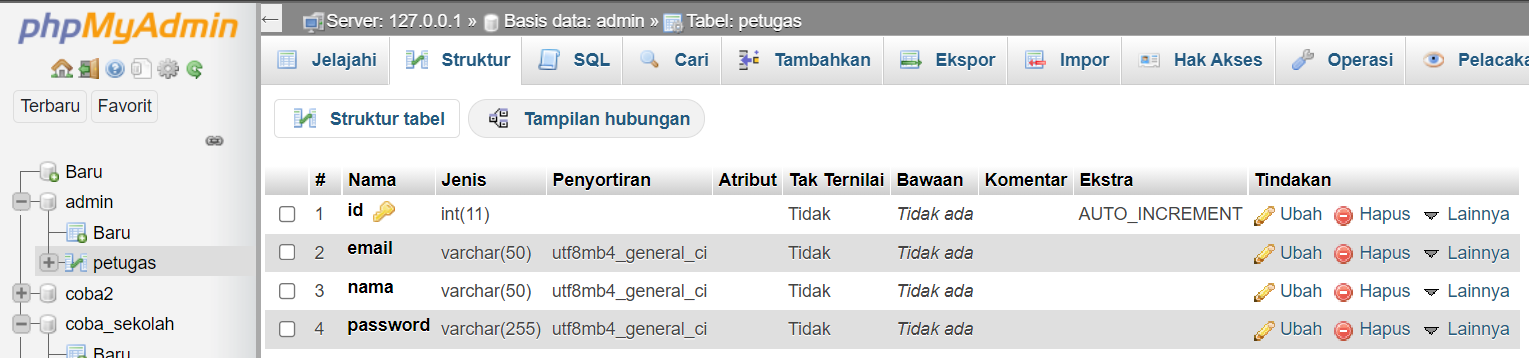 phpMyAdmin
Terbaru Favorit
Baru
admin
Baru
petugas
coba2
coba_sekolah
Baru
Server: 127.0.0.1 » Basis data: admin » Tabel: petugas
Jelajahi Struktur SQL Cari Tambahkan Ekspor Impor Hak Akses Operasi Pelacaka
Struktur tabel Tampilan hubungan
# Nama Jenis Penyortiran Atribut Tak Ternilai Bawaan Komentar Ekstra Tindakan
1 id int(11) Tidak Tidak ada AUTO_INCREMENT Ubah Hapus Lainnya
2 email varchar(50) utf8mb4_general_ci Tidak Tidak ada Ubah Hapus Lainnya
3 nama varchar(50) utf8mb4_general_ci Tidak Tidak ada Ubah Hapus Lainnya
4 password varchar(255) utf8mb4_general_ci Tidak Tidak ada Ubah Hapus Lainnya